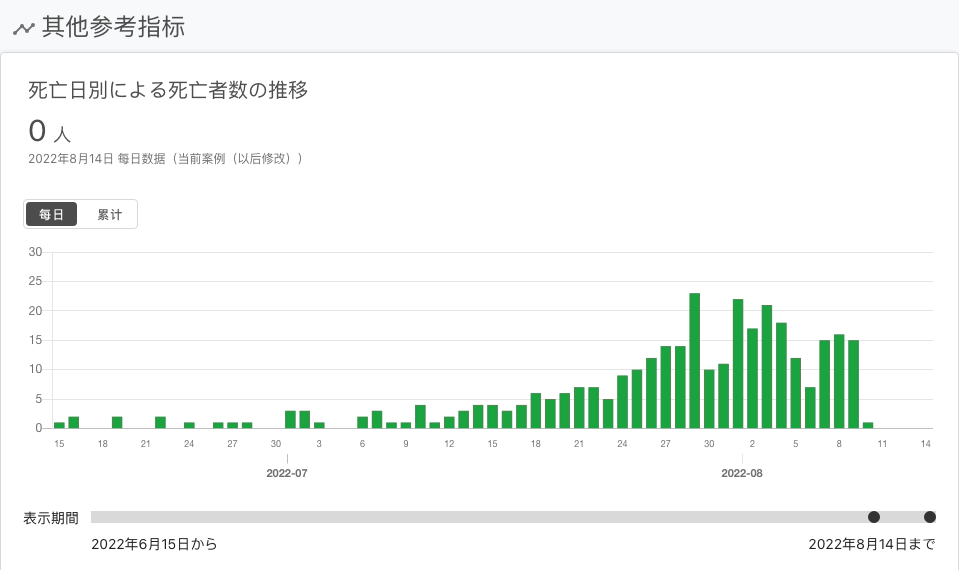 其他参考指标
死亡日別による死亡者数の推移
0 人
2022年8月14日 每日数据（当前案例（以后修改））
每日 累计
30
25
20
15
10
5
0
15 18 21 24 27 30 3 6 9 12 15 18 21 24 27 30 2 5 8 11 14
2022-07 2022-08
表示期間
2022年6月15日から 2022年8月14日まで